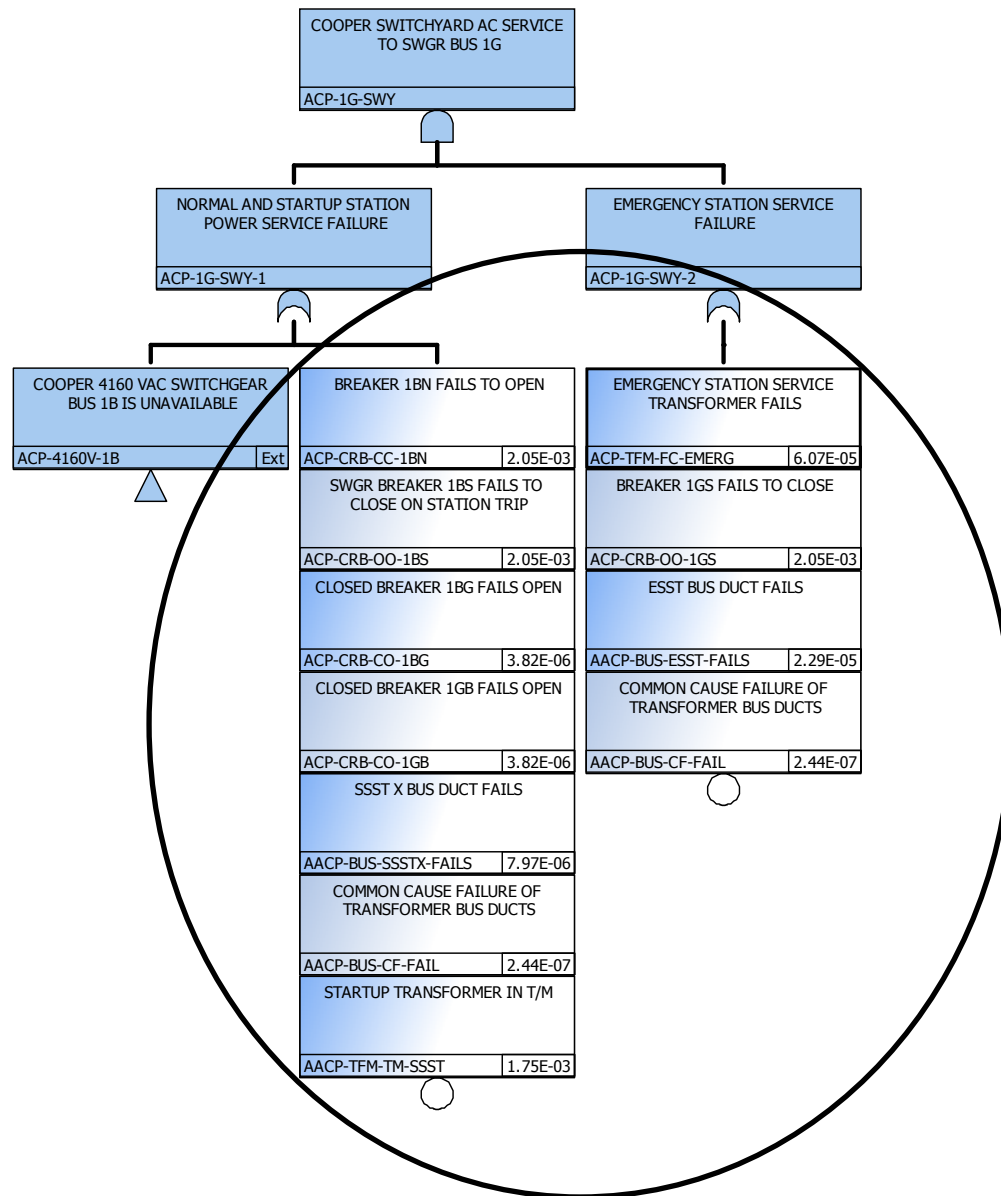 COOPER SWITCHYARD AC SERVICE
TO SWGR BUS 1G
ACP-1G-SWY
NORMAL AND STARTUP STATION
POWER SERVICE FAILURE
ACP-1G-SWY-1
EMERGENCY STATION SERVICE
FAILURE
ACP-1G-SWY-2
COOPER 4160 VAC SWITCHGEAR
BUS 1B IS UNAVAILABLE
ACP-4160V-1B Ext
BREAKER 1BN FAILS TO OPEN
ACP-CRB-CC-1BN 2.05E-03
SWGR BREAKER 1BS FAILS TO
CLOSE ON STATION TRIP
ACP-CRB-OO-1BS 2.05E-03
CLOSED BREAKER 1BG FAILS OPEN
ACP-CRB-CO-1BG 3.82E-06
CLOSED BREAKER 1GB FAILS OPEN
ACP-CRB-CO-1GB 3.82E-06
SSST X BUS DUCT FAILS
AACP-BUS-SSSTX-FAILS 7.97E-06
COMMON CAUSE FAILURE OF
TRANSFORMER BUS DUCTS
AACP-BUS-CF-FAIL 2.44E-07
STARTUP TRANSFORMER IN T/M
AACP-TFM-TM-SSST 1.75E-03
EMERGENCY STATION SERVICE
TRANSFORMER FAILS
ACP-TFM-FC-EMERG 6.07E-05
BREAKER 1GS FAILS TO CLOSE
ACP-CRB-OO-1GS 2.05E-03
ESST BUS DUCT FAILS
AACP-BUS-ESST-FAILS 2.29E-05
COMMON CAUSE FAILURE OF
TRANSFORMER BUS DUCTS
AACP-BUS-CF-FAIL 2.44E-07